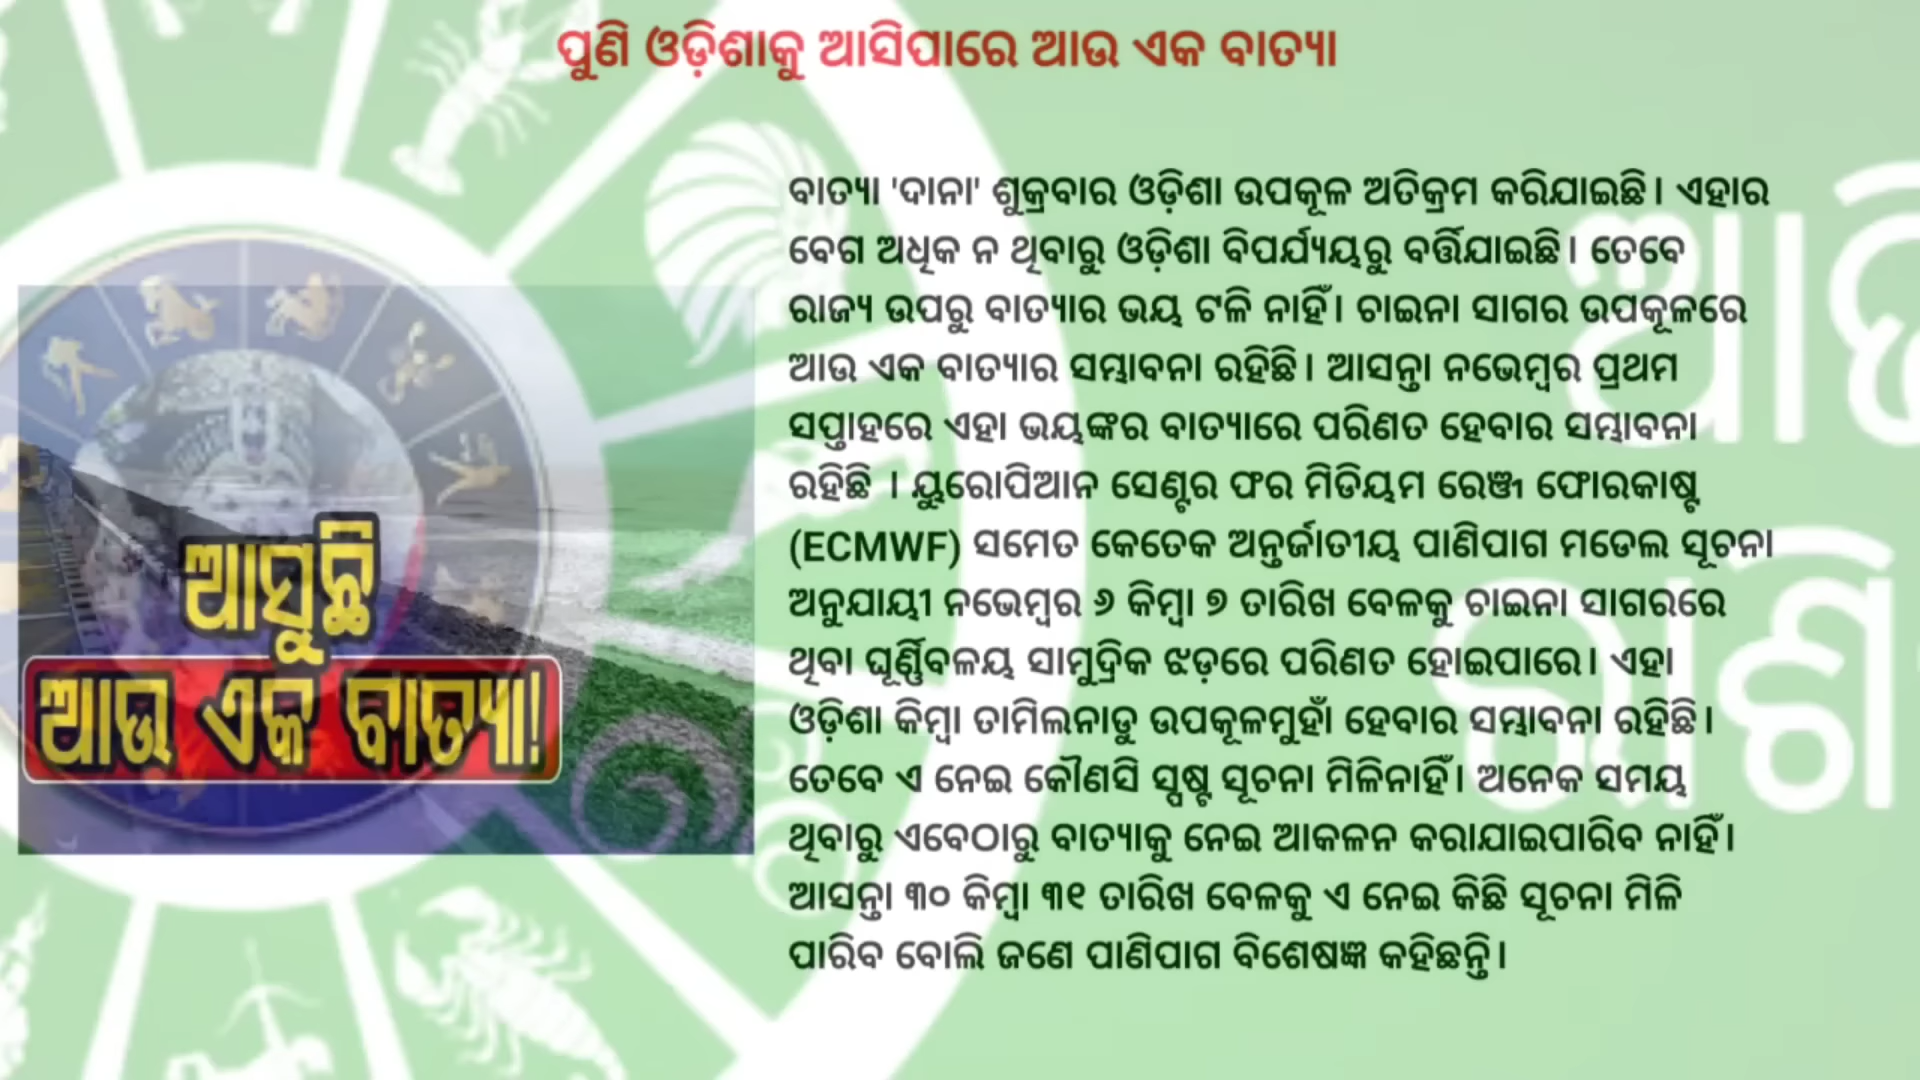 ପୁଣି ଓଡ଼ିଶାକୁ ଆସିପାରେ ଆଉ ଏକ ବାତ୍ୟା
ବାତ୍ୟା 'ଦାନା' ଶୁକ୍ରବାର ଓଡ଼ିଶା ଉପକୂଳ ଅତିକ୍ରମ କରିଯାଇଛି। ଏହାର
ବେଗ ଅଧିକ ନ ଥିବାରୁ ଓଡ଼ିଶା ବିପର୍ଯ୍ୟୟରୁ ବର୍ତ୍ତିଯାଇଛି। ତେବେ
ରାଜ୍ୟ ଉପରୁ ବାତ୍ୟାର ଭୟ ଟଳି ନାହିଁ। ଚାଇନା ସାଗର ଉପକୂଳରେ
ଆଉ ଏକ ବାତ୍ୟାର ସମ୍ଭାବନା ରହିଛି। ଆସନ୍ତା ନଭେମ୍ବର ପ୍ରଥମ
ସପ୍ତାହରେ ଏହା ଭୟଙ୍କର ବାତ୍ୟାରେ ପରିଣତ ହେବାର ସମ୍ଭାବନା
ରହିଛି । ୟୁରୋପିଆନ ସେଣ୍ଟର ଫର ମିଡିୟମ ରେଞ୍ଜ ଫୋରକାଷ୍ଟ
(ECMWF) ସମେତ କେତେକ ଅନ୍ତର୍ଜାତୀୟ ପାଣିପାଗ ମଡେଲ ସୂଚନା
ଅନୁଯାୟୀ ନଭେମ୍ବର ୬ କିମ୍ବା ୭ ତାରିଖ ବେଳକୁ ଚାଇନା ସାଗରରେ
ଥିବା ଘୂର୍ଣ୍ଣିବଳୟ ସାମୁଦ୍ରିକ ଝଡ଼ରେ ପରିଣତ ହୋଇପାରେ। ଏହା
ଓଡ଼ିଶା କିମ୍ବା ତାମିଲନାଡୁ ଉପକୂଳମୁହାଁ ହେବାର ସମ୍ଭାବନା ରହିଛି।
ତେବେ ଏ ନେଇ କୌଣସି ସ୍ପଷ୍ଟ ସୂଚନା ମିଳିନାହିଁ। ଅନେକ ସମୟ
ଥିବାରୁ ଏବେଠାରୁ ବାତ୍ୟାକୁ ନେଇ ଆକଳନ କରାଯାଇପାରିବ ନାହିଁ।
ଆସନ୍ତା ୩୦ କିମ୍ବା ୩୧ ତାରିଖ ବେଳକୁ ଏ ନେଇ କିଛି ସୂଚନା ମିଳି
ପାରିବ ବୋଲି ଜଣେ ପାଣିପାଗ ବିଶେଷଜ୍ଞ କହିଛନ୍ତି।
ଆସୁଛି
ଆଉ ଏକ ବାତ୍ୟା!
ରାଶି